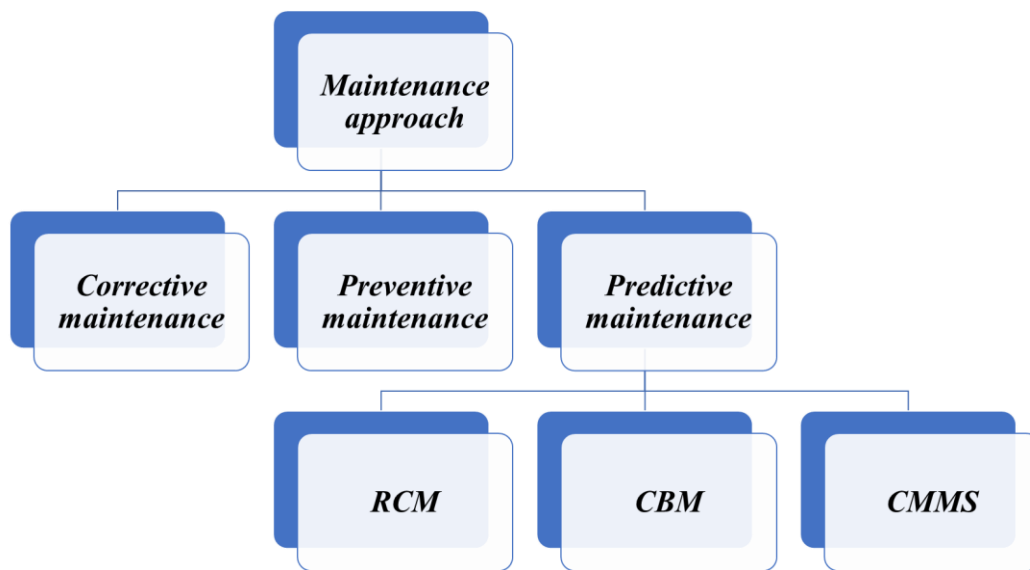 Maintenance
approach
Corrective
maintenance
Preventive
maintenance
Predictive
maintenance
RCM
CBM
CMMS